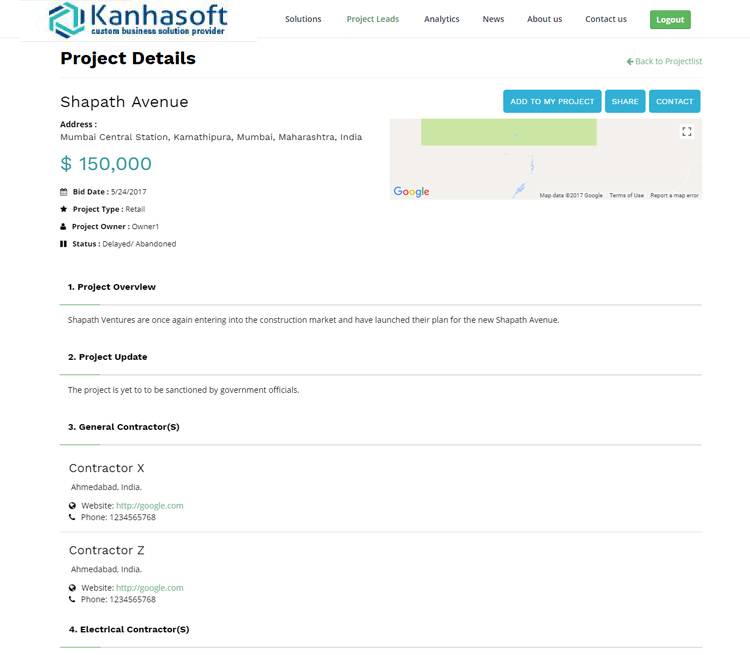 Kanhasoft
custom business solution provider
Solutions Project Leads Analytics News About us Contact us Logout
Project Details
Back to Projectlist
Shapath Avenue
ADD TO MY PROJECT SHARE CONTACT
Address :
Mumbai Central Station, Kamathipura, Mumbai, Maharashtra, India
$ 150,000
Google
Map data ©2017 Google Terms of Use Report a map error
Bid Date : 5/24/2017
Project Type : Retail
Project Owner : Owner1
Status : Delayed/ Abandoned
1. Project Overview
Shapath Ventures are once again entering into the construction market and have launched their plan for the new Shapath Avenue.
2. Project Update
The project is yet to to be sanctioned by government officials.
3. General Contractor(S)
Contractor X
Ahmedabad, India.
Website: http://google.com
Phone: 1234565768
Contractor Z
Ahmedabad, India.
Website: http://google.com
Phone: 1234565768
4. Electrical Contractor(S)